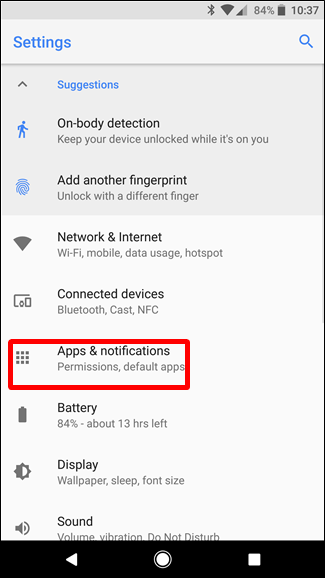 84% 10:37
Settings
Suggestions
On-body detection
Keep your device unlocked while it's on you
Add another fingerprint
Unlock with a different finger
Network & Internet
Wi-Fi, mobile, data usage, hotspot
Connected devices
Bluetooth, Cast, NFC
Apps & notifications
Permissions, default apps
Battery
84% - about 13 hrs left
Display
Wallpaper, sleep, font size
Sound
Volume, vibration, Do Not Disturb